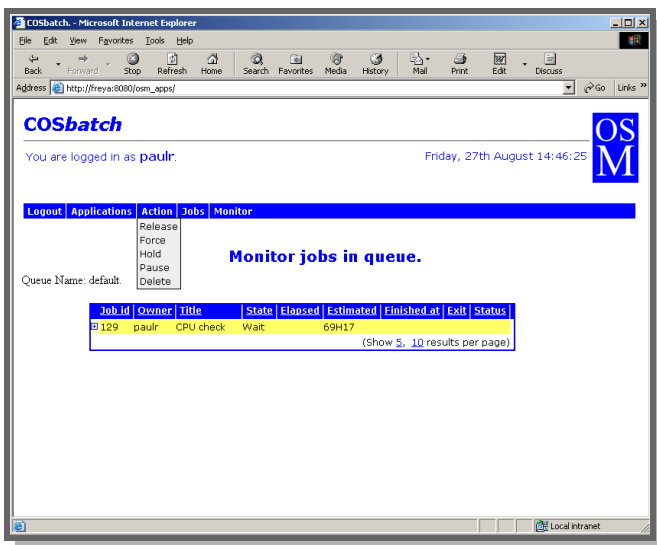 COSbatch. - Microsoft Internet Explorer
File Edit View Favorites Tools Help
Back Forward Stop Refresh Home Search Favorites Media History Mail Print Edit Discuss
Address http://freya:8080/osm_apps/ Go Links »
COSbatch
OS
M
You are logged in as paulr. Friday, 27th August 14:46:25
Logout Applications Action Jobs Monitor
Release
Force
Hold
Pause
Delete
Monitor jobs in queue.
Queue Name: default.
Job id Owner Title State Elapsed Estimated Finished at Exit Status
129 paulr CPU check Wait 69H17
(Show 5, 10 results per page)
Local intranet